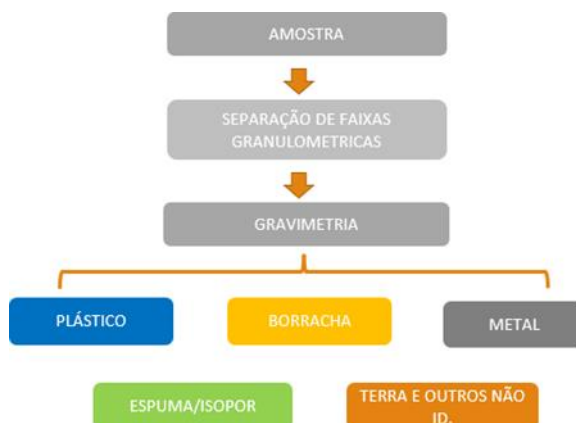 AMOSTRA
SEPARAÇÃO DE FAIXAS
GRANULOMETRICAS
GRAVIMETRIA
PLÁSTICO
BORRACHA
METAL
ESPUMA/ISOPOR
TERRA E OUTROS NÃO
ID.